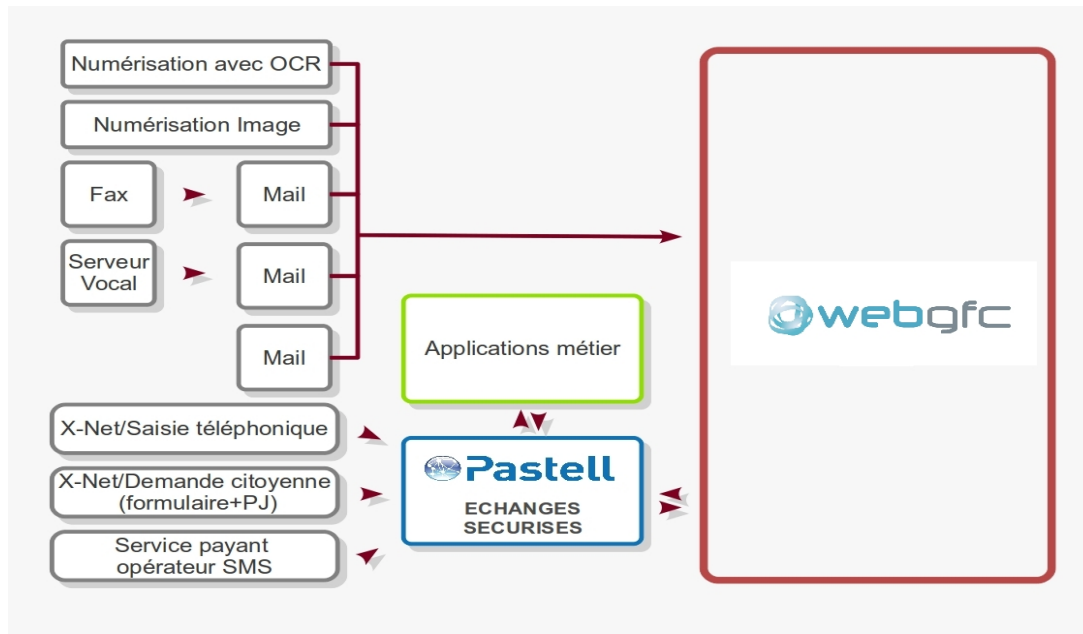 Numérisation avec OCR
Numérisation Image
Fax
Mail
Serveur
Vocal
Mail
Mail
Applications métier
webgfc
X-Net/Saisie téléphonique
X-Net/Demande citoyenne
(formulaire+PJ)
Service payant
opérateur SMS
Pastell
ECHANGES
SECURISES